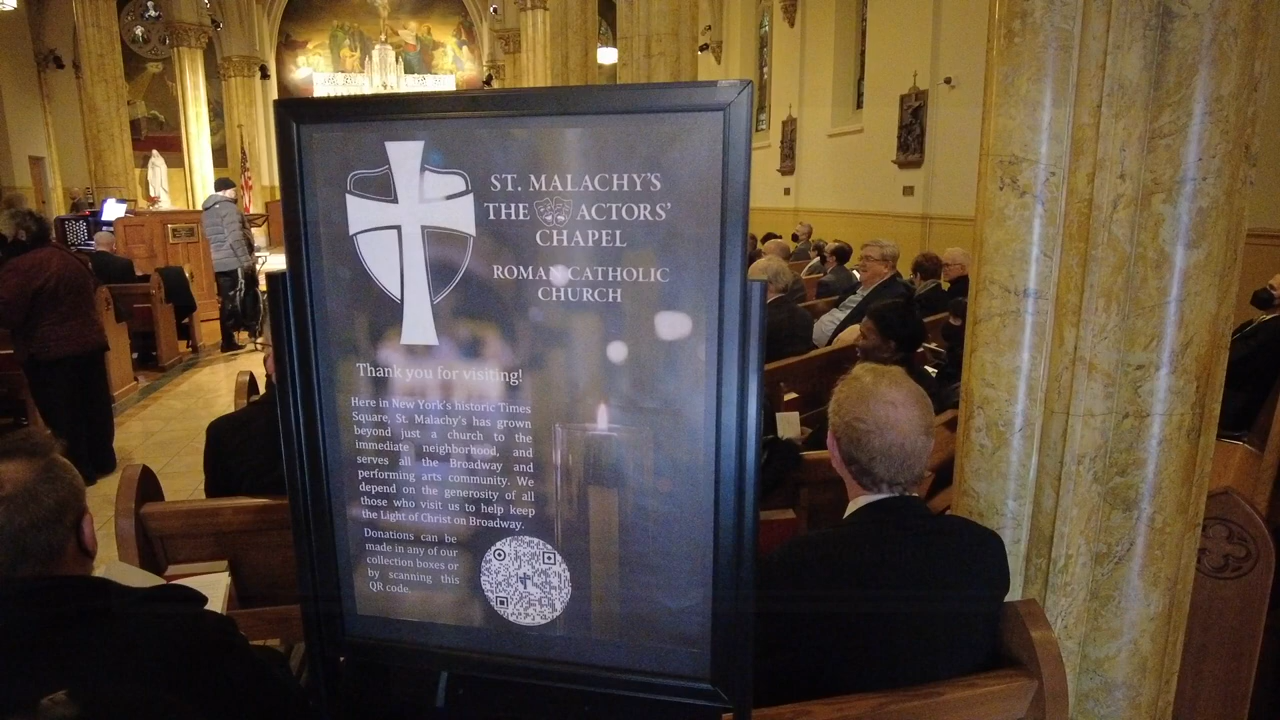 ST. MALACHY'S
THE ACTORS'
CHAPEL
ROMAN CATHOLIC
CHURCH
Thank you for visiting!
Here in New York's historic Times
Square, St. Malachy's has grown
beyond just a church to the
immediate neighborhood, and
serves all the Broadway and
performing arts community. We
depend on the generosity of all
those who visit us to help keep
the Light of Christ on Broadway.
Donations can be
made in any of our
collection boxes or
by scanning this
QR code.